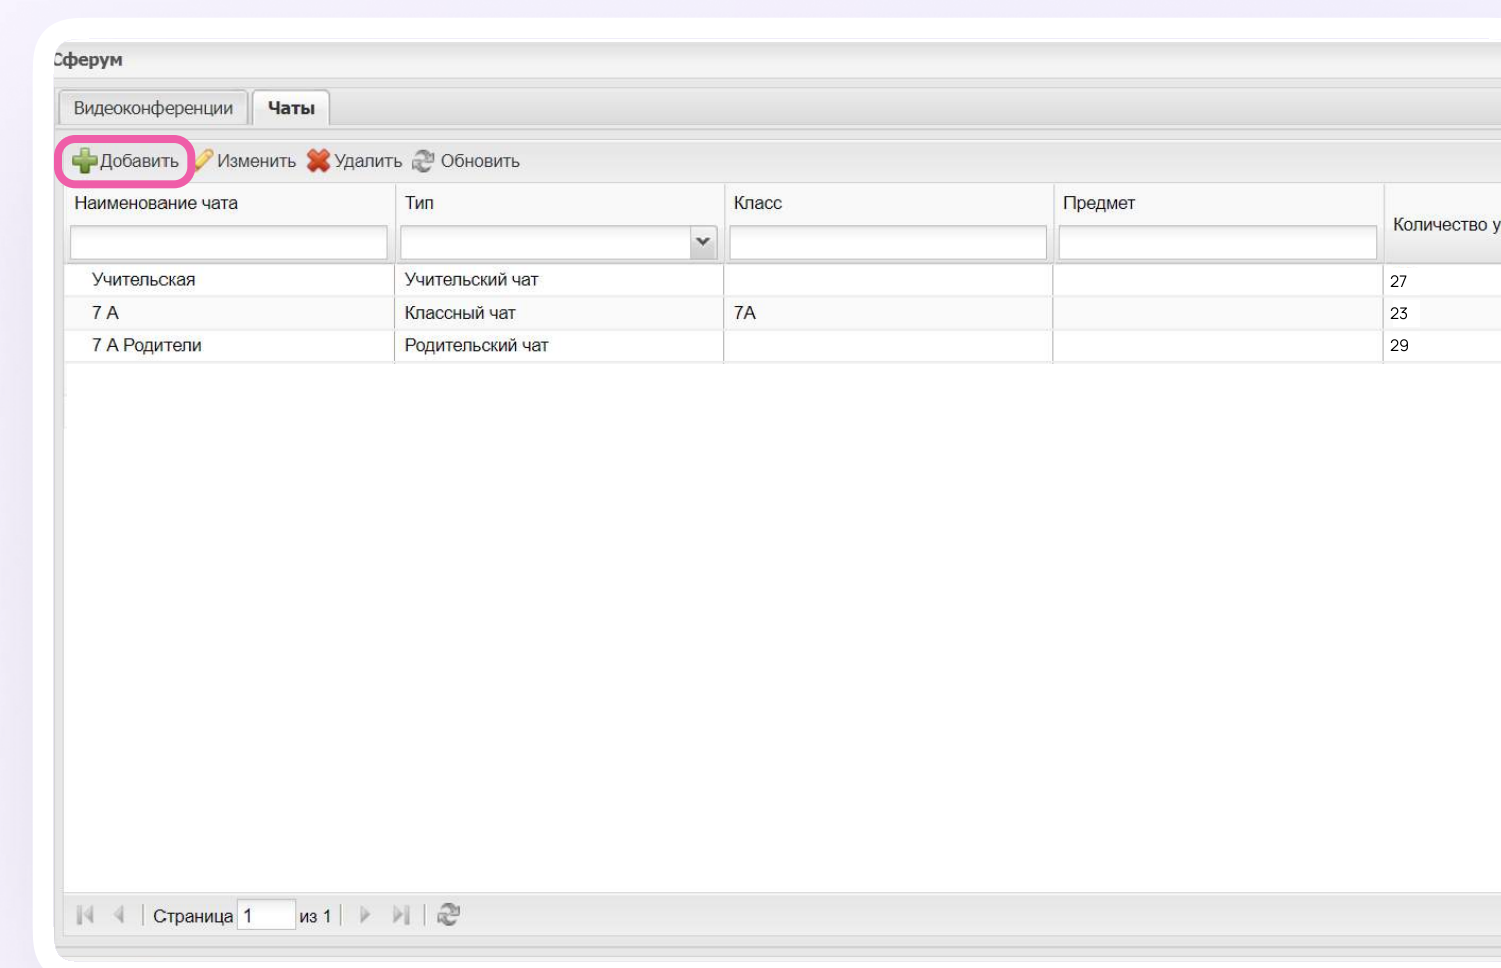 Сферум
Видеоконференции Чаты
Добавить Изменить Удалить Обновить
Наименование чата Тип Класс Предмет Количество у
Учительская Учительский чат 27
7 А Классный чат 7А 23
7 А Родители Родительский чат 29
Страница 1 из 1